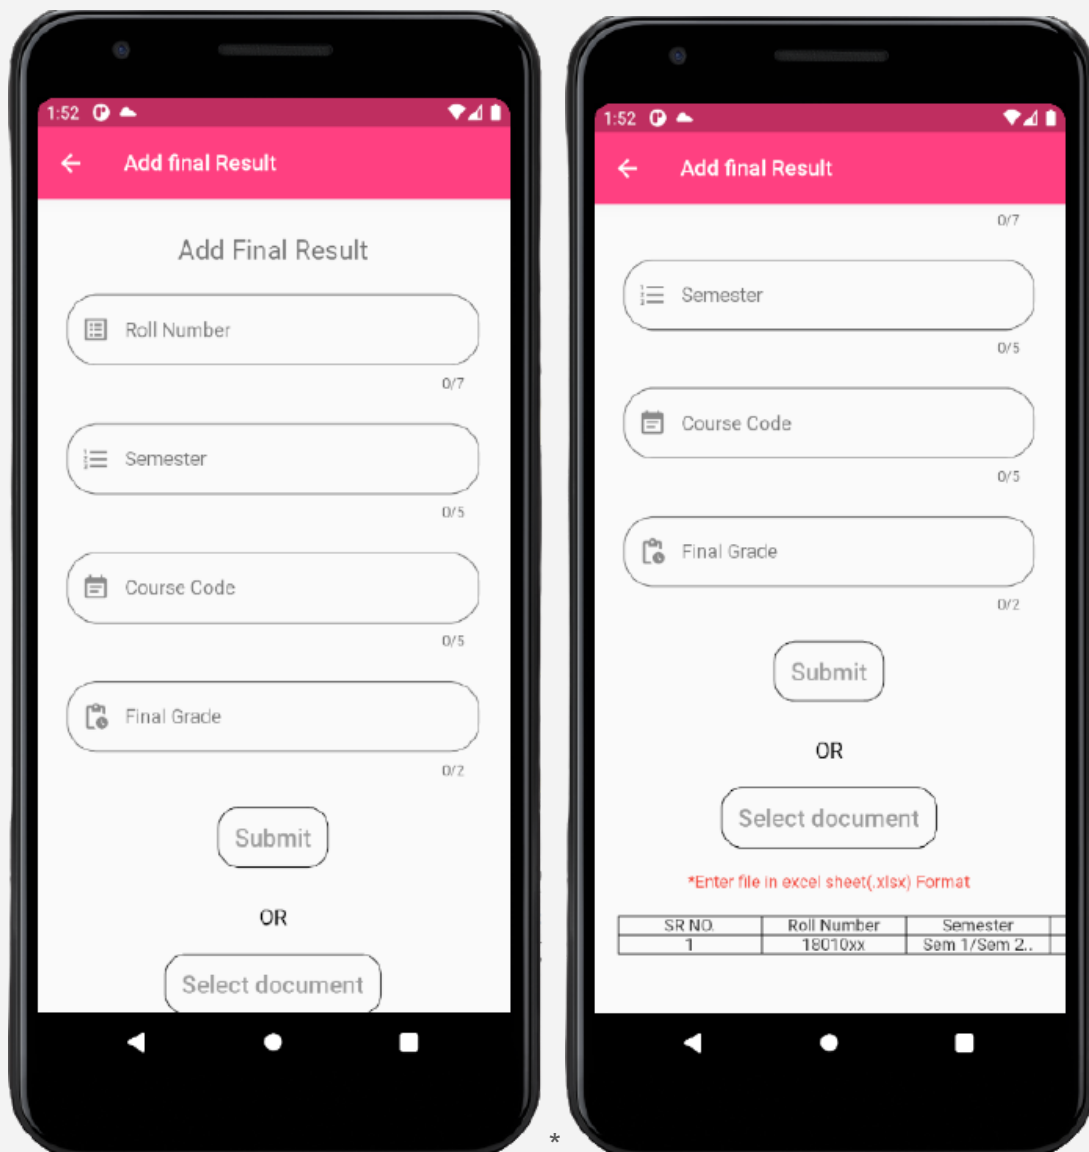 1:52
Add final Result
Add Final Result
Roll Number
0/7
Semester
0/5
Course Code
0/5
Final Grade
0/2
Submit
OR
Select document
*
1:52
Add final Result
0/7
Semester
0/5
Course Code
0/5
Final Grade
0/2
Submit
OR
Select document
*Enter file in excel sheet(.xlsx) Format
SR NO. Roll Number Semester
1 18010xx Sem 1/Sem 2..